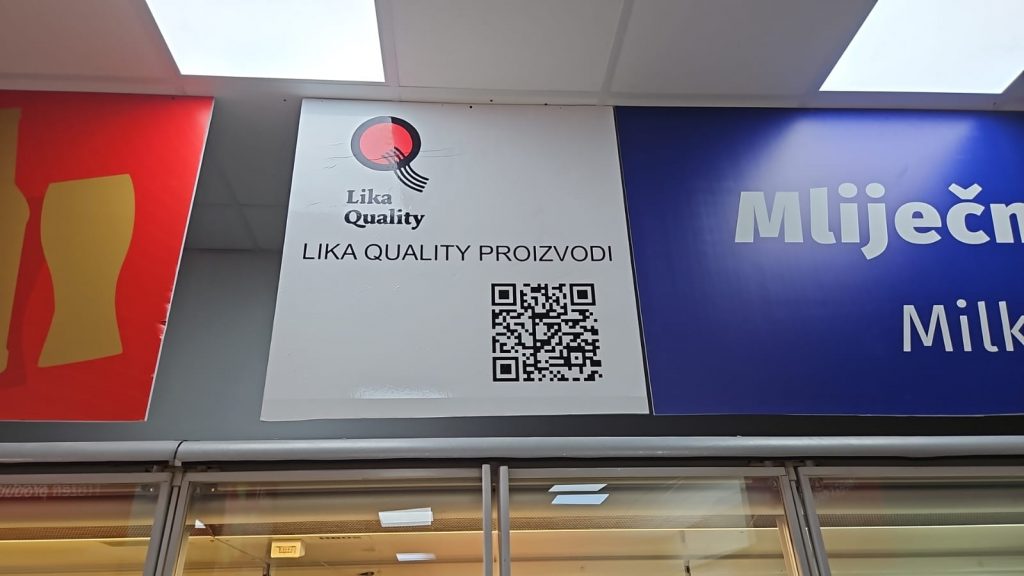 Lika
Quality
LIKA QUALITY PROIZVODI
Mliječn
Milk